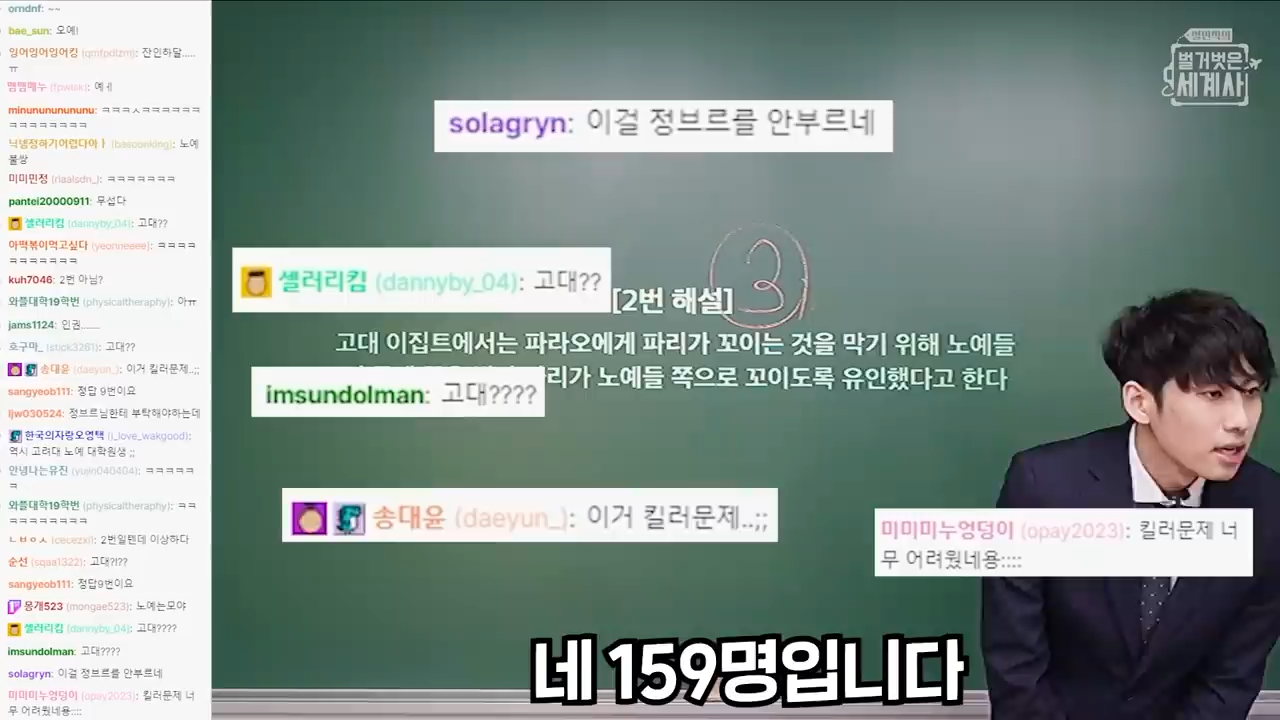 orndnf: ~~
bae_sun: 오예!
잉어잉어잉어킹 (qmfpdlzm): 잔인하달.....
ㅠ
맴맴메누 (fpwtsk): 예ㅔ
minunununununu: ㅋㅋㅋㅅㅋㅋㅋㅋㅋㅋ
ㅋㅋㅋㅋㅋㅋㅋㅋ
닉넴정하기어렵다아ㅏ (basoonking): 노예
불쌍
미미민정 (rlaalsdn_): ㅋㅋㅋㅋㅋㅋㅋ
pantei20000911: 무섭다
셀러리킴 (dannyby_04): 고대??
아떡볶이먹고싶다 (yeonneeee): ㅋㅋㅋㅋ
ㅋㅋㅋㅋㅋㅋㅋ
kuh7046: 2번 아님?
와플대학19학번 (physicaltheraphy): 아ㅠ
jams1124: 인권.......
흐구마_ (stick3261): 고대??
송대윤 (daeyun_): 이거 킬러문제..;;
sangyeob111: 정답 9번이요
ljw030524: 정브르님한테 부탁해야하는데
한국의자랑오영택 (i_love_wakgood):
역시 고려대 노예 대학원생 ;;
안녕나는유진 (yujin040404): ㅋㅋㅋㅋㅋ
ㅋ
와플대학19학번 (physicaltheraphy): ㅋㅋ
ㅋㅋㅋㅋㅋㅋㅋㅋ
ㄴㅂㅇㅅ (cecezxi): 2번일텐데 이상하다
순선 (sqaa1322): 고대?!??
sangyeob111: 정답9번이요
몽개523 (mongae523): 노예는모야
셀러리킴 (dannyby_04): 고대????
imsundolman: 고대????
solagryn: 이걸 정브르를 안부르네
미미미누엉덩이 (opay2023): 킬러문제 너
무 어려웠네용::::
벌거벗은
세계사
solagryn: 이걸 정브르를 안부르네
3
셀러리킴 (dannyby_04): 고대??
[2번 해설]
고대 이집트에서는 파라오에게 파리가 꼬이는 것을 막기 위해 노예들
리가 노예들 쪽으로 꼬이도록 유인했다고 한다
imsundolman: 고대????
송대윤 (daeyun_): 이거 킬러문제..;;
미미미누엉덩이 (opay2023): 킬러문제 너
무 어려웠네용::::
네 159명입니다